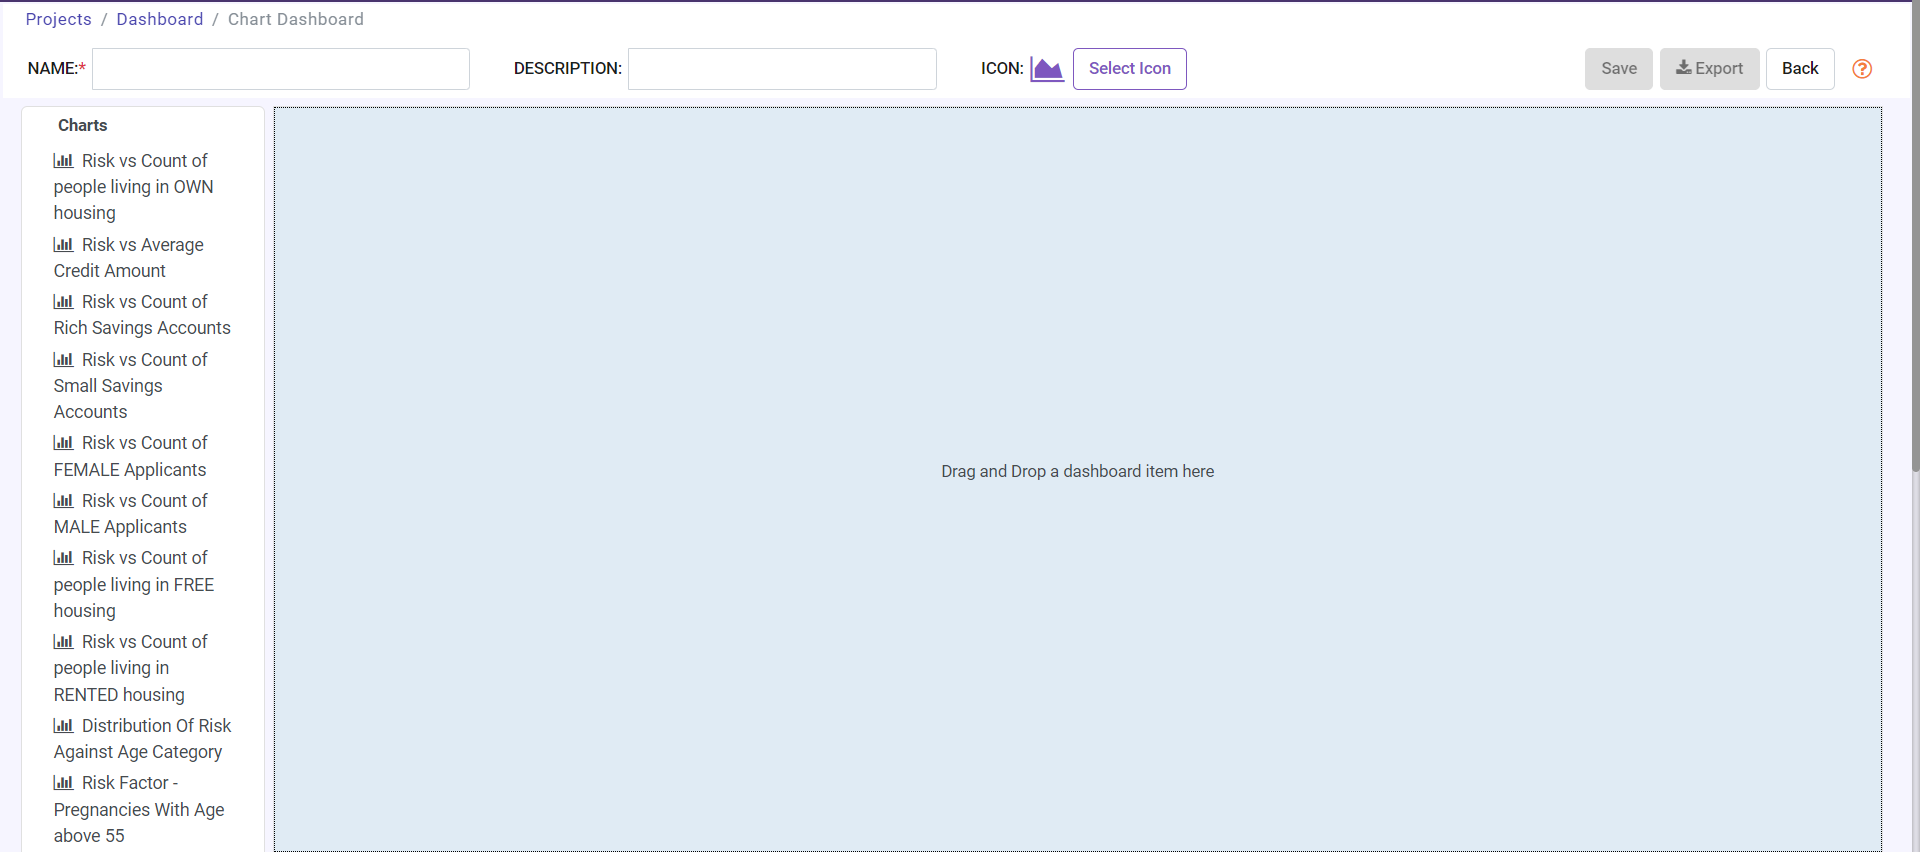 Projects / Dashboard / Chart Dashboard
NAME:* DESCRIPTION: ICON: Select Icon Save Export Back
Charts
Risk vs Count of
people living in OWN
housing
Risk vs Average
Credit Amount
Risk vs Count of
Rich Savings Accounts
Risk vs Count of
Small Savings
Accounts
Risk vs Count of
FEMALE Applicants
Risk vs Count of
MALE Applicants
Risk vs Count of
people living in FREE
housing
Risk vs Count of
people living in
RENTED housing
Distribution Of Risk
Against Age Category
Risk Factor -
Pregnancies With Age
above 55
Drag and Drop a dashboard item here